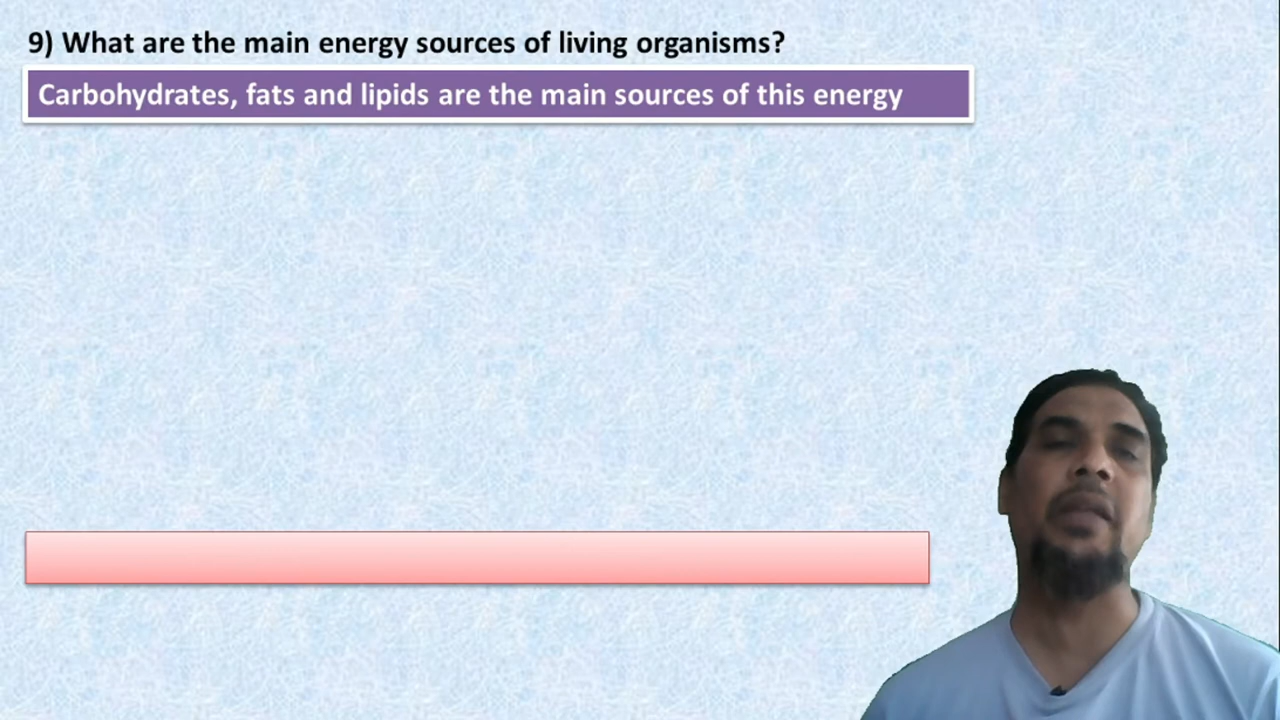 9) What are the main energy sources of living organisms?
Carbohydrates, fats and lipids are the main sources of this energy